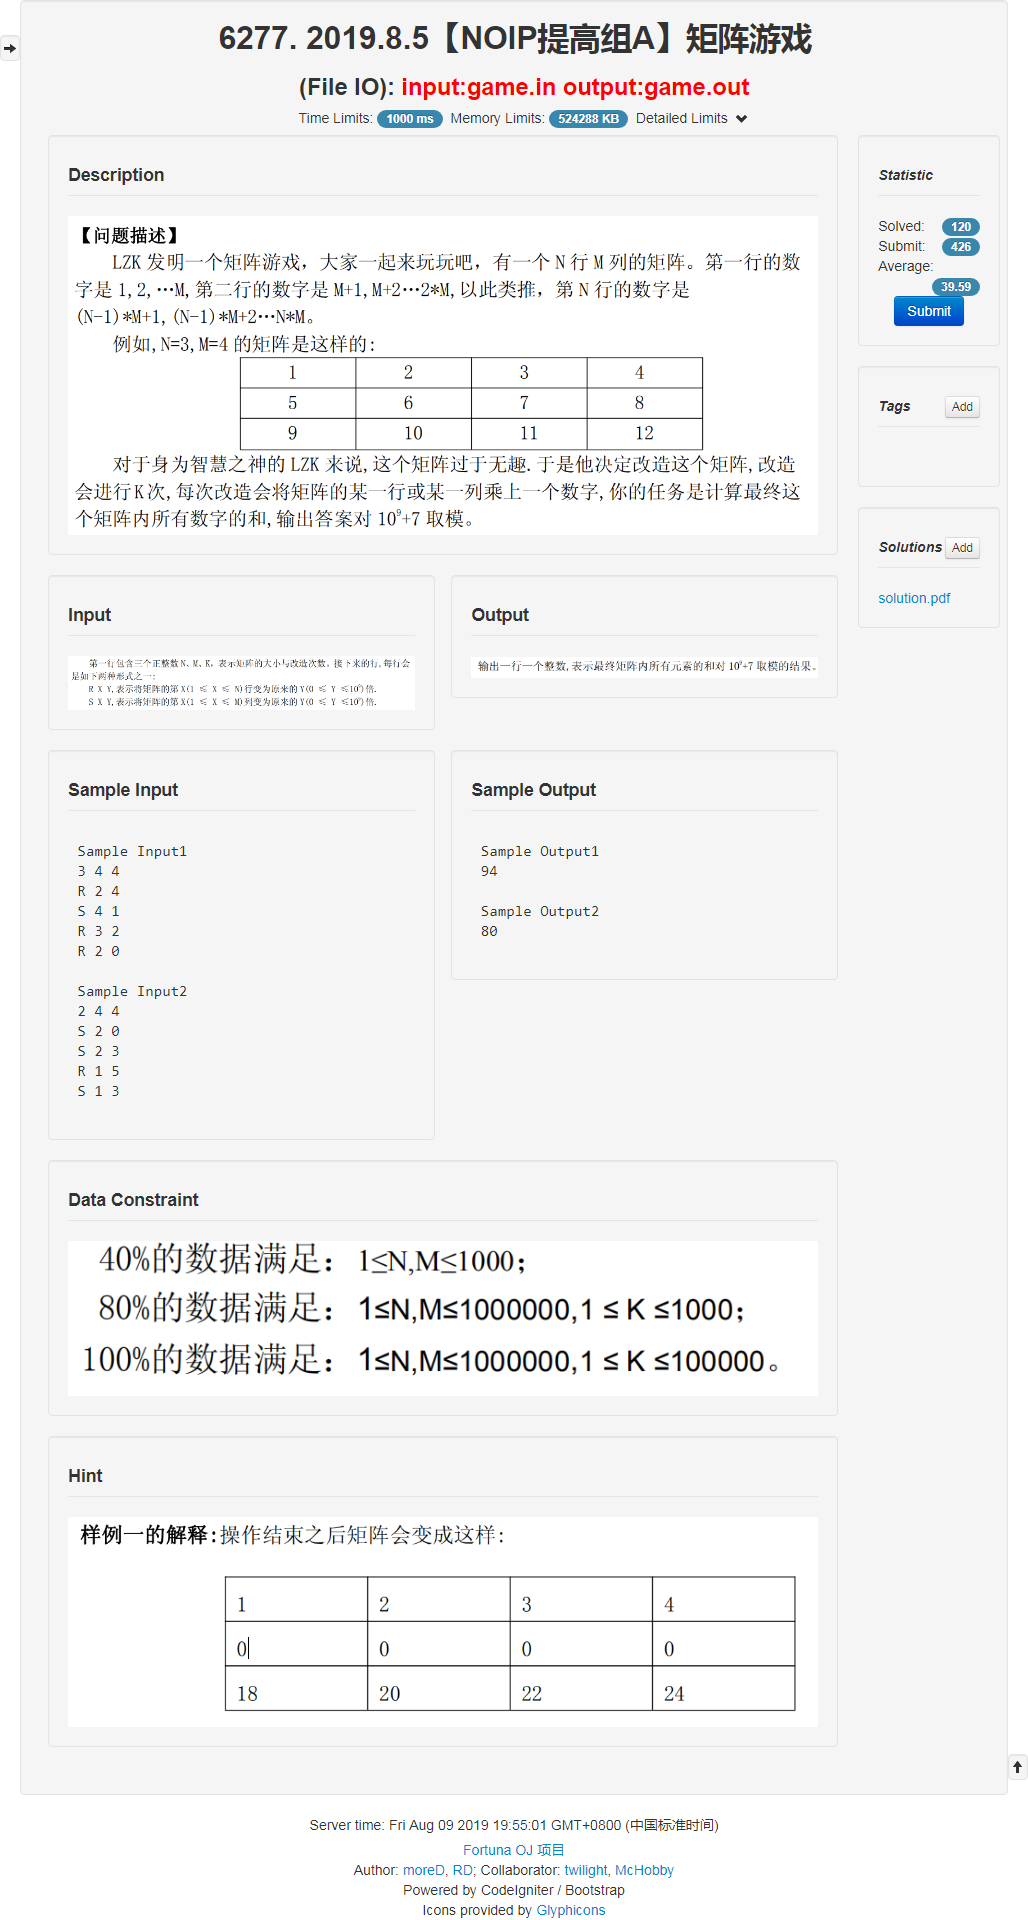 6277. 2019.8.5【NOIP提高组A】矩阵游戏
(File IO): input:game.in output:game.out
Time Limits: 1000 ms Memory Limits: 524288 KB Detailed Limits
Description
【问题描述】
LZK 发明一个矩阵游戏，大家一起来玩玩吧，有一个 N 行 M 列的矩阵。第一行的数
字是 1,2,…M,第二行的数字是 M+1,M+2…2*M,以此类推，第 N 行的数字是
(N-1)*M+1,(N-1)*M+2…N*M。
例如,N=3,M=4 的矩阵是这样的:
1 2 3 4
5 6 7 8
9 10 11 12
对于身为智慧之神的 LZK 来说,这个矩阵过于无趣.于是他决定改造这个矩阵,改造
会进行K次,每次改造会将矩阵的某一行或某一列乘上一个数字,你的任务是计算最终这
个矩阵内所有数字的和,输出答案对 10⁹+7 取模。
Statistic
Solved: 120
Submit: 426
Average:
39.59
Submit
Tags Add
Solutions Add
solution.pdf
Input
第一行包含三个正整数 N、M、K，表示矩阵的大小与改造次数。接下来的行,每行会
是如下两种形式之一:
R X Y,表示将矩阵的第 X(1 ≤ X ≤ N)行变为原来的 Y(0 ≤ Y ≤10⁹)倍.
S X Y,表示将矩阵的第 X(1 ≤ X ≤ M)列变为原来的 Y(0 ≤ Y ≤10⁹)倍.
Output
输出一行一个整数,表示最终矩阵内所有元素的和对 10⁹+7 取模的结果。
Sample Input
Sample Input1
3 4 4
R 2 4
S 4 1
R 3 2
R 2 0
Sample Input2
2 4 4
S 2 0
S 2 3
R 1 5
S 1 3
Sample Output
Sample Output1
94
Sample Output2
80
Data Constraint
40%的数据满足：1≤N,M≤1000；
80%的数据满足：1≤N,M≤1000000,1 ≤ K ≤1000；
100%的数据满足：1≤N,M≤1000000,1 ≤ K ≤100000。
Hint
样例一的解释:操作结束之后矩阵会变成这样:
1 2 3 4
0 0 0 0
18 20 22 24
Server time: Fri Aug 09 2019 19:55:01 GMT+0800 (中国标准时间)
Fortuna OJ 项目
Author: moreD, RD; Collaborator: twilight, McHobby
Powered by CodeIgniter / Bootstrap
Icons provided by Glyphicons